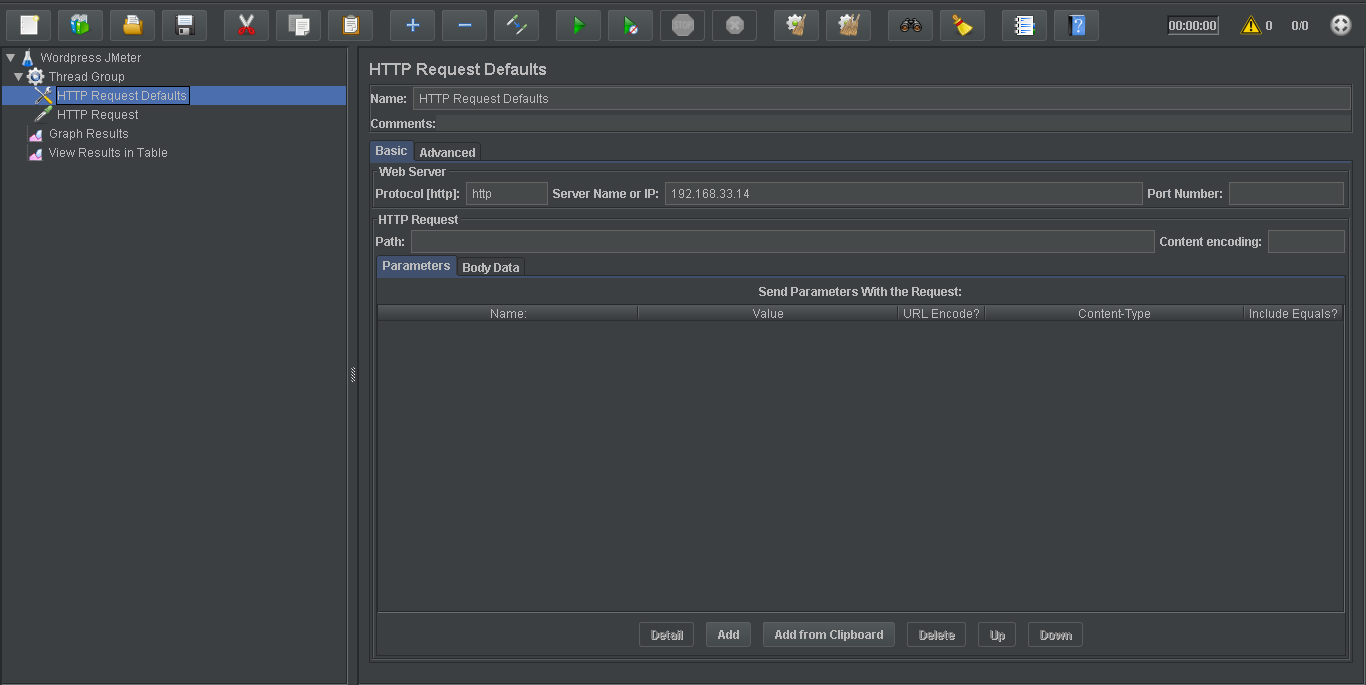 STOP
00:00:00 0 0/0
Wordpress JMeter
Thread Group
HTTP Request Defaults
HTTP Request
Graph Results
View Results in Table
HTTP Request Defaults
Name: HTTP Request Defaults
Comments:
Basic Advanced
Web Server
Protocol [http]: http Server Name or IP: 192.168.33.14 Port Number:
HTTP Request
Path: Content encoding:
Parameters Body Data
Send Parameters With the Request:
Name: Value URL Encode? Content-Type Include Equals?
Detail Add Add from Clipboard Delete Up Down